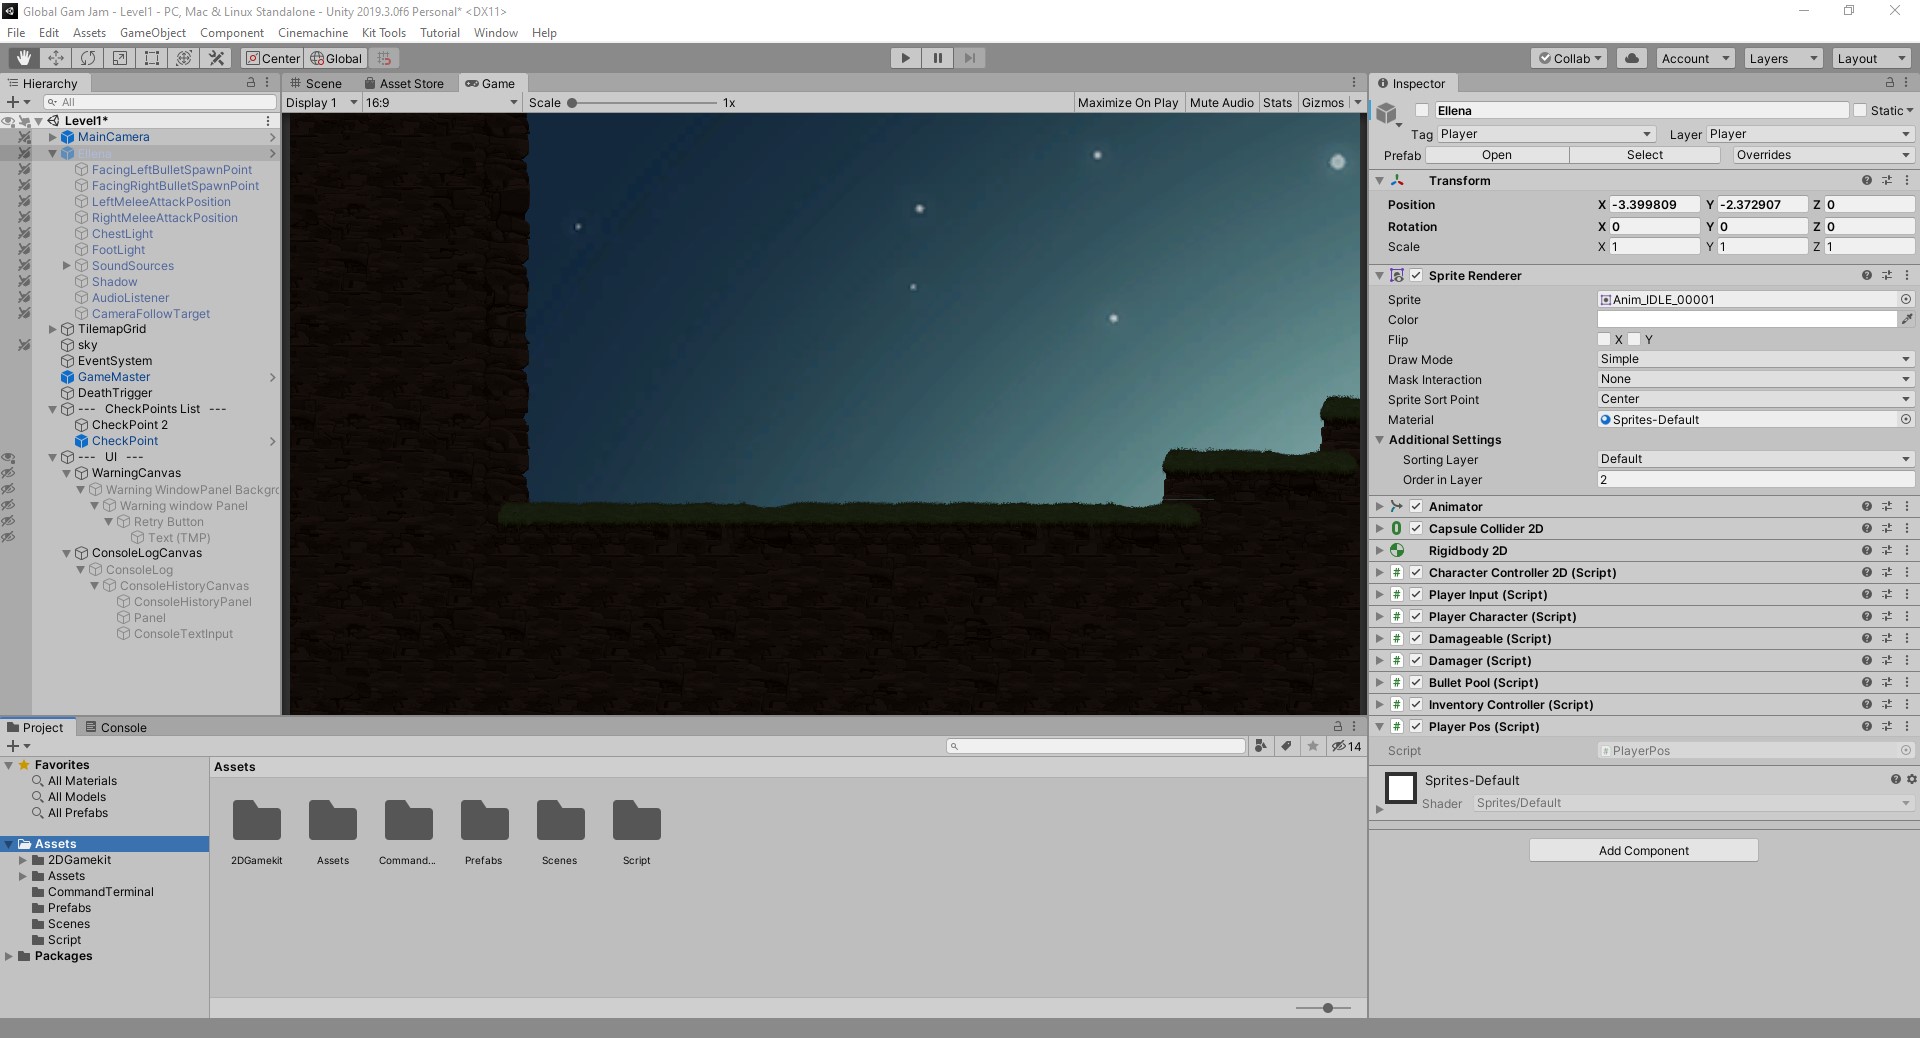 Global Gam Jam - Level1 - PC, Mac & Linux Standalone - Unity 2019.3.0f6 Personal* <DX11>
File Edit Assets GameObject Component Cinemachine Kit Tools Tutorial Window Help
Center Global Collab Account Layers Layout
Hierarchy
All
Level1*
MainCamera
Ellena
FacingLeftBulletSpawnPoint
FacingRightBulletSpawnPoint
LeftMeleeAttackPosition
RightMeleeAttackPosition
ChestLight
FootLight
SoundSources
Shadow
AudioListener
CameraFollowTarget
TilemapGrid
sky
EventSystem
GameMaster
DeathTrigger
--- CheckPoints List ---
CheckPoint 2
CheckPoint
--- UI ---
WarningCanvas
Warning WindowPanel Backgro
Warning window Panel
Retry Button
Text (TMP)
ConsoleLogCanvas
ConsoleLog
ConsoleHistoryCanvas
ConsoleHistoryPanel
Panel
ConsoleTextInput
Scene Asset Store Game
Display 1 16:9 Scale 1x Maximize On Play Mute Audio Stats Gizmos
Project Console
14
Favorites
All Materials
All Models
All Prefabs
Assets
2DGamekit
Assets
CommandTerminal
Prefabs
Scenes
Script
Packages
Assets
2DGamekit Assets Command... Prefabs Scenes Script
Inspector
Ellena Static
Tag Player Layer Player
Prefab Open Select Overrides
Transform
Position X -3.399809 Y -2.372907 Z 0
Rotation X 0 Y 0 Z 0
Scale X 1 Y 1 Z 1
Sprite Renderer
Sprite Anim_IDLE_00001
Color
Flip X Y
Draw Mode Simple
Mask Interaction None
Sprite Sort Point Center
Material Sprites-Default
Additional Settings
Sorting Layer Default
Order in Layer 2
Animator
Capsule Collider 2D
Rigidbody 2D
Character Controller 2D (Script)
Player Input (Script)
Player Character (Script)
Damageable (Script)
Damager (Script)
Bullet Pool (Script)
Inventory Controller (Script)
Player Pos (Script)
Script PlayerPos
Sprites-Default
Shader Sprites/Default
Add Component